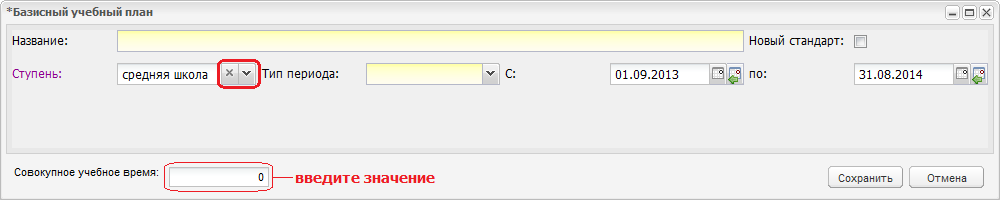 *Базисный учебный план
Название: Новый стандарт:
Ступень: средняя школа Тип периода: С: 01.09.2013 по: 31.08.2014
Совокупное учебное время: 0 введите значение Сохранить Отмена